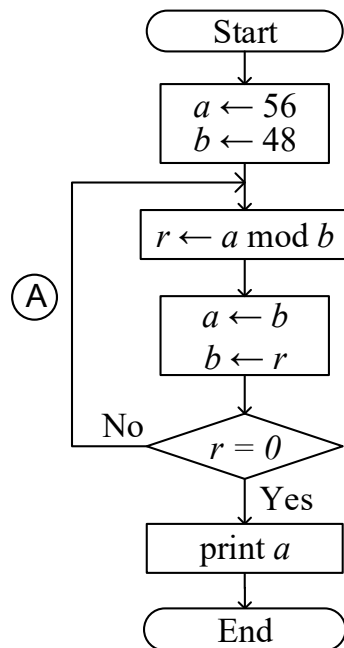 Start
a ← 56
b ← 48
r ← a mod b
A
a ← b
b ← r
No
r = 0
Yes
print a
End